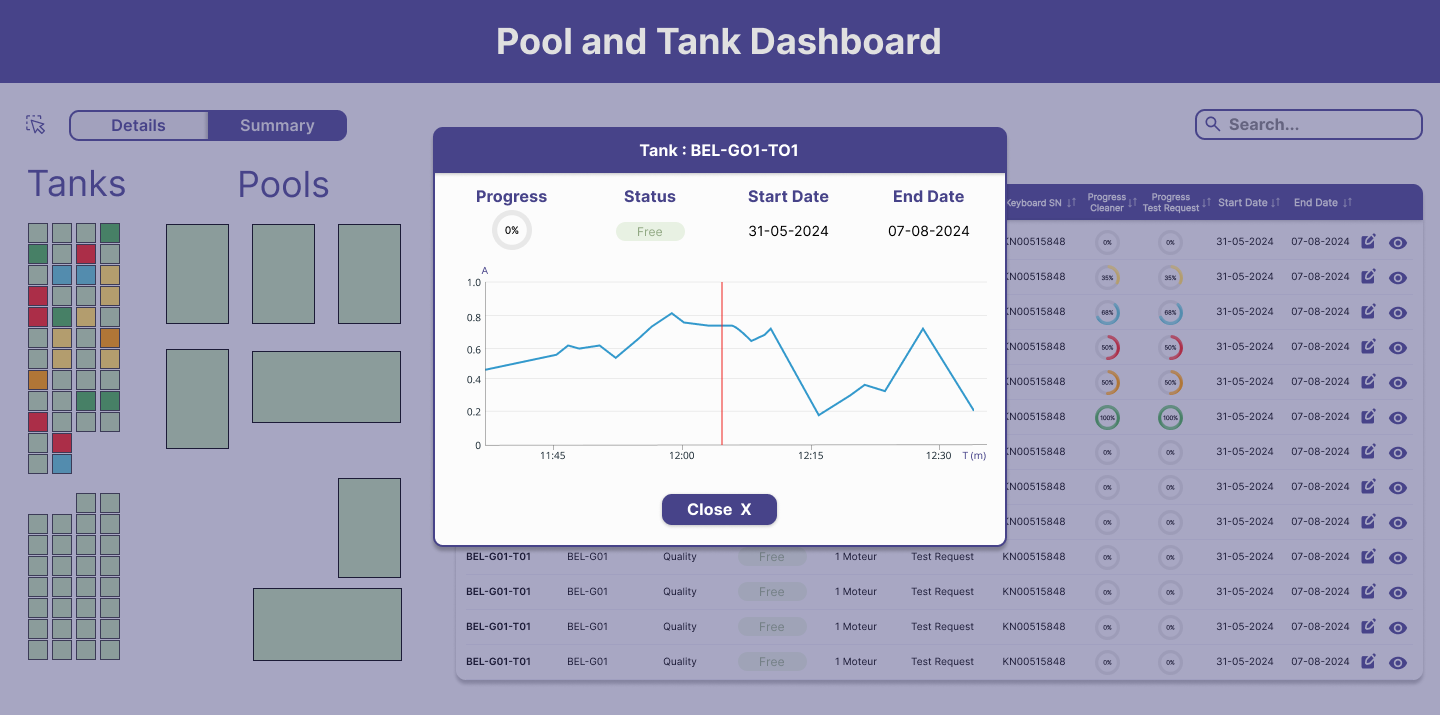 Pool and Tank Dashboard
Details Summary
Search...
Tanks Pools
Tank : BEL-GO1-TO1
Progress Status Start Date End Date
0% Free 31-05-2024 07-08-2024
A
1.0
0.8
0.6
0.4
0.2
0
11:45 12:00 12:15 12:30 T (m)
Close X
Keyboard SN Progress Cleaner Progress Test Request Start Date End Date
KN00515848 0% 0% 31-05-2024 07-08-2024
KN00515848 35% 35% 31-05-2024 07-08-2024
KN00515848 68% 68% 31-05-2024 07-08-2024
KN00515848 50% 50% 31-05-2024 07-08-2024
KN00515848 50% 50% 31-05-2024 07-08-2024
KN00515848 100% 100% 31-05-2024 07-08-2024
KN00515848 0% 0% 31-05-2024 07-08-2024
KN00515848 0% 0% 31-05-2024 07-08-2024
KN00515848 0% 0% 31-05-2024 07-08-2024
BEL-G01-T01 BEL-G01 Quality Free 1 Moteur Test Request KN00515848 0% 0% 31-05-2024 07-08-2024
BEL-G01-T01 BEL-G01 Quality Free 1 Moteur Test Request KN00515848 0% 0% 31-05-2024 07-08-2024
BEL-G01-T01 BEL-G01 Quality Free 1 Moteur Test Request KN00515848 0% 0% 31-05-2024 07-08-2024
BEL-G01-T01 BEL-G01 Quality Free 1 Moteur Test Request KN00515848 0% 0% 31-05-2024 07-08-2024